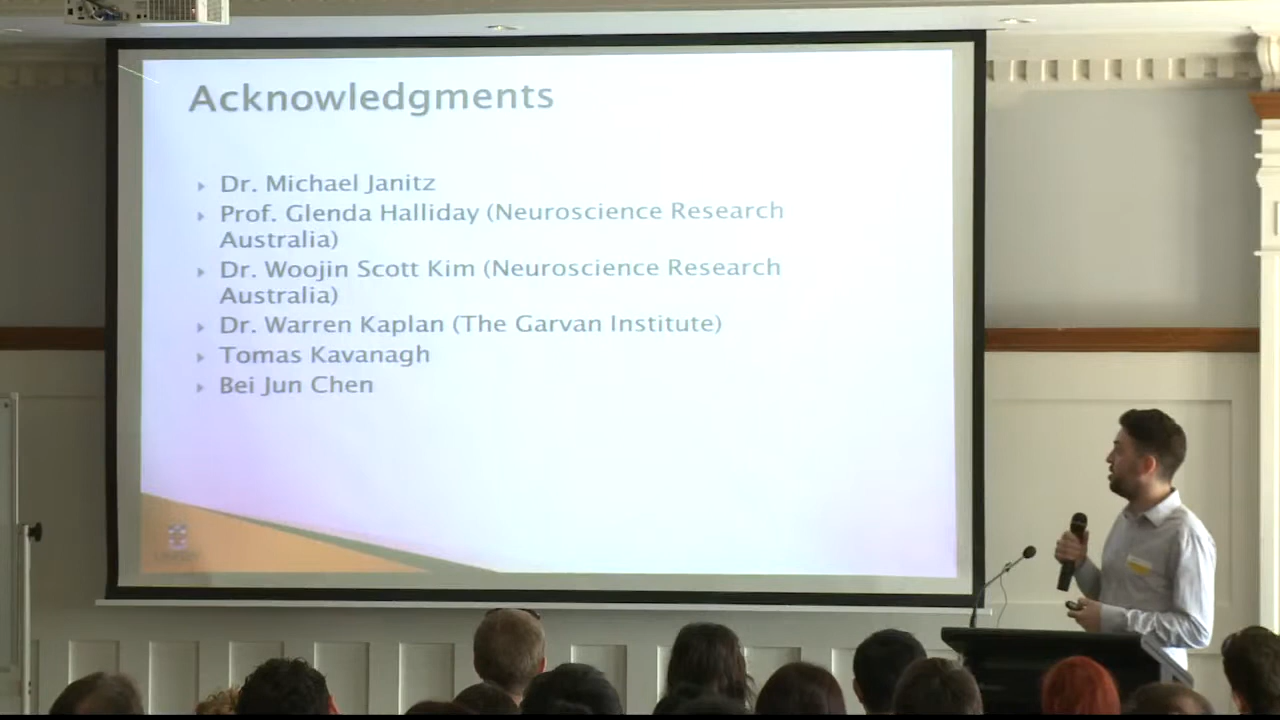 Acknowledgments
Dr. Michael Janitz
Prof. Glenda Halliday (Neuroscience Research
Australia)
Dr. Woojin Scott Kim (Neuroscience Research
Australia)
Dr. Warren Kaplan (The Garvan Institute)
Tomas Kavanagh
Bei Jun Chen